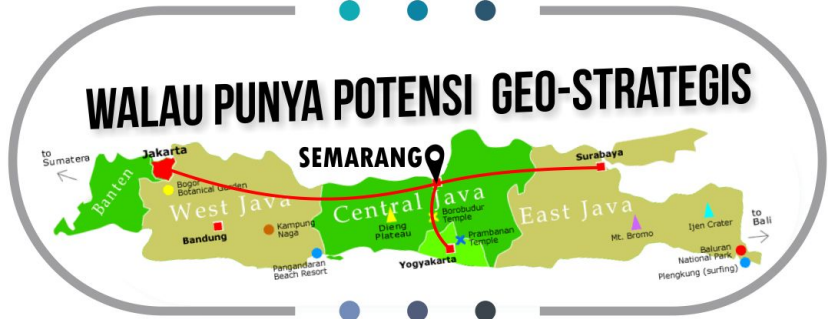 WALAU PUNYA POTENSI GEO-STRATEGIS
to
Sumatera
Jakarta
SEMARANG
Surabaya
Banten
Bogor
Botanical Garden
West Java
Central Java
East Java
Borobudur
Temple
Dieng
Plateau
Kampung
Naga
Bandung
Prambanan
Temple
Mt. Bromo
Ijen Crater
to
Bali
Pangandaran
Beach Resort
Yogyakarta
Baluran
National Park
Plengkung (surfing)